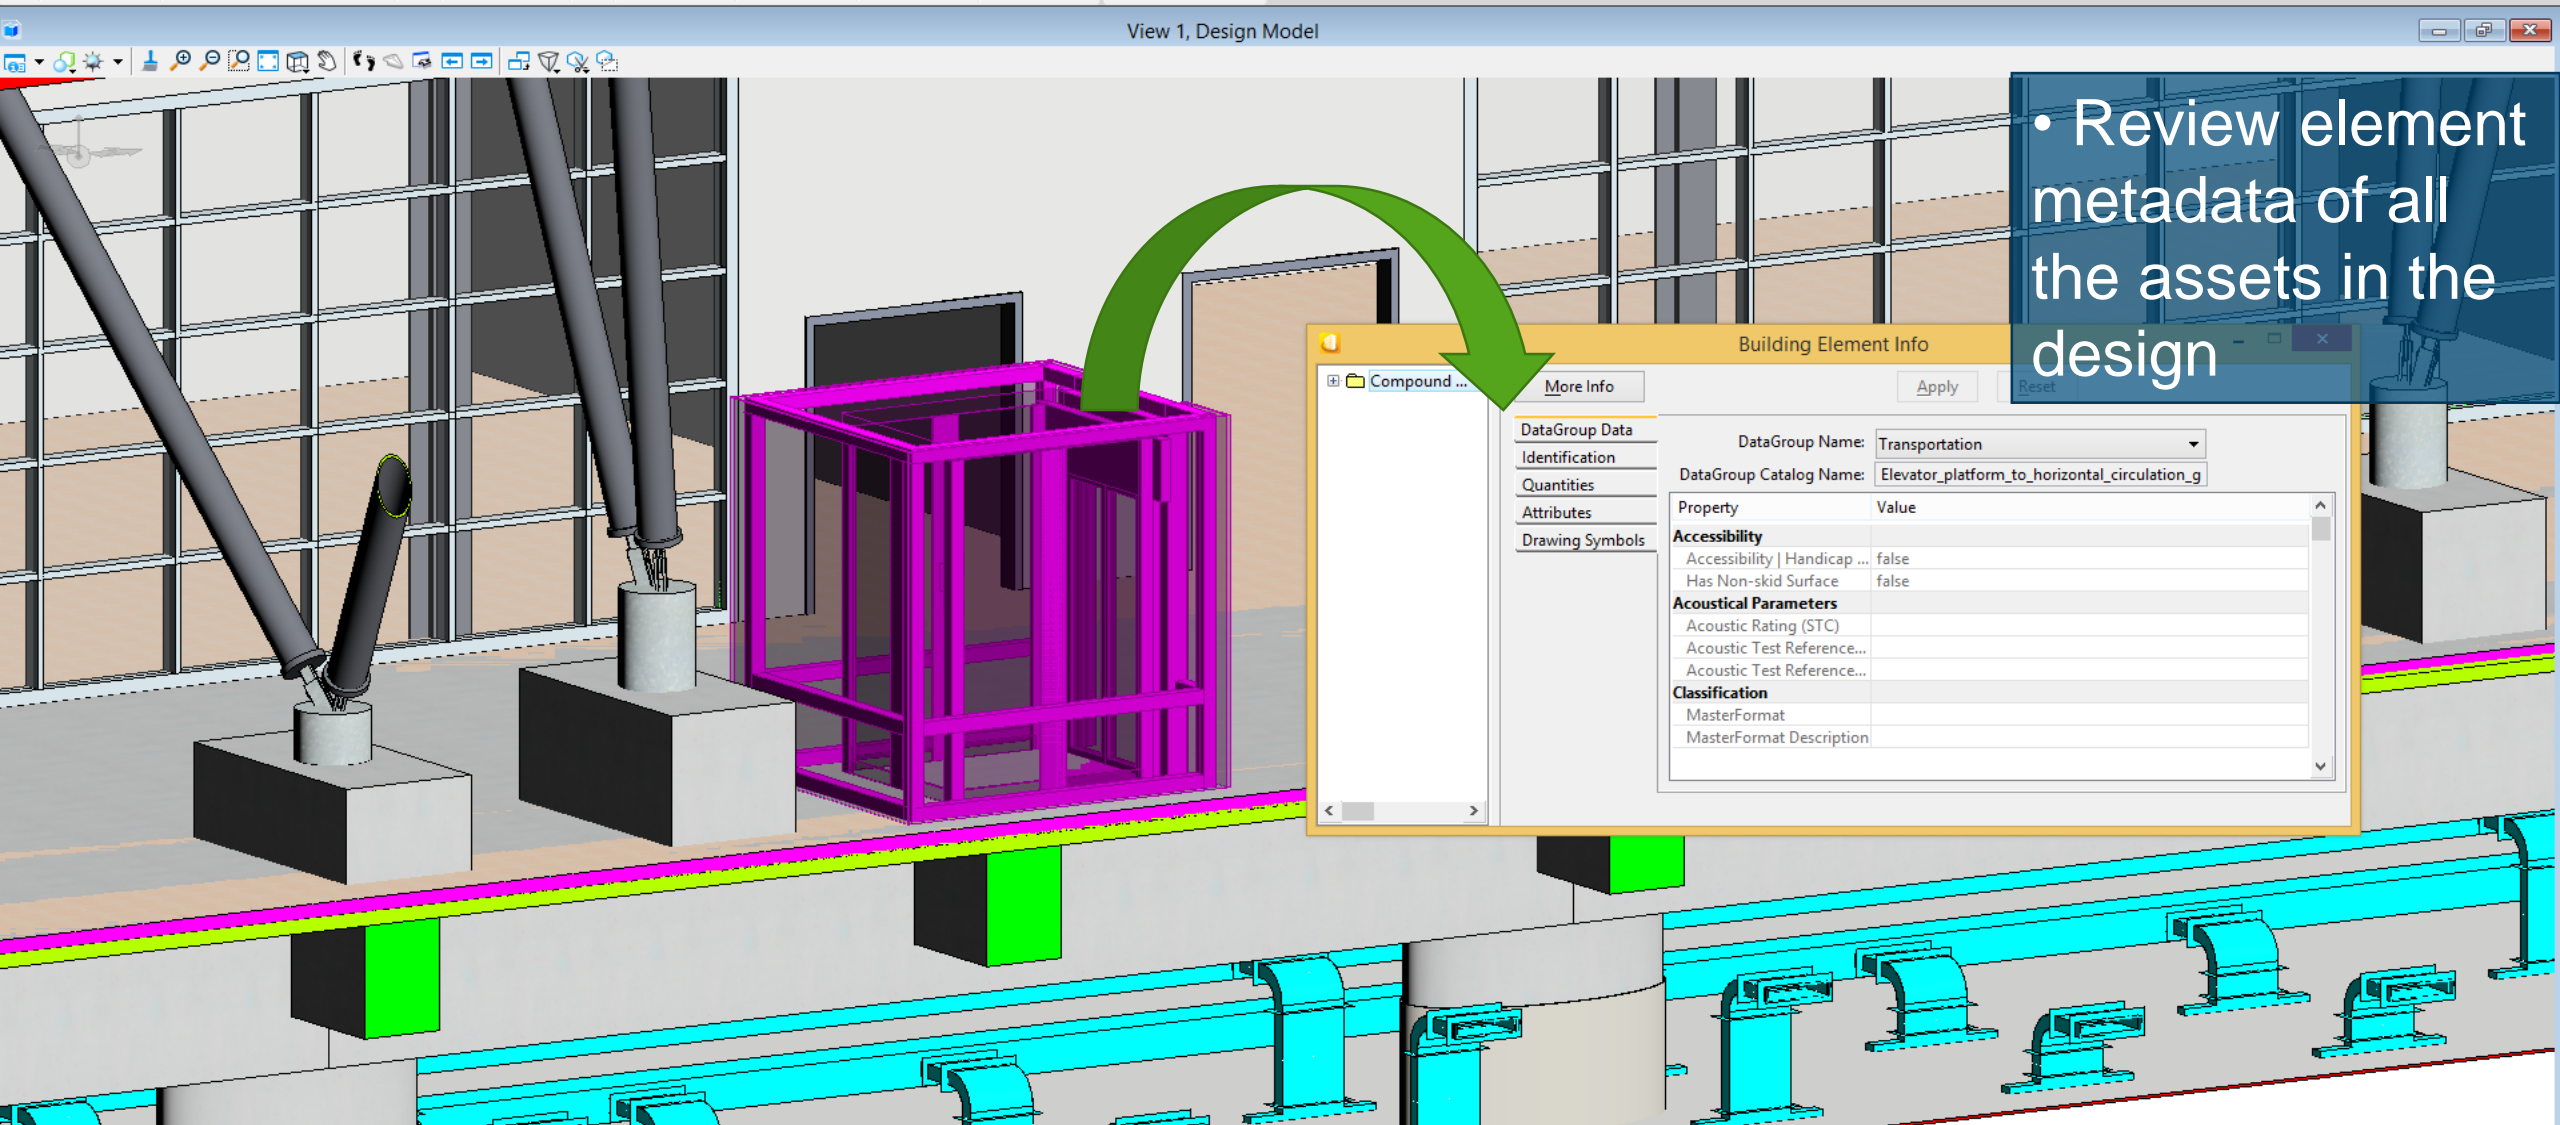 View 1, Design Model
• Review element
metadata of all
the assets in the
design
Building Element Info
Compound ...
More Info
Apply
Reset
DataGroup Data
Identification
Quantities
Attributes
Drawing Symbols
DataGroup Name: Transportation
DataGroup Catalog Name: Elevator_platform_to_horizontal_circulation_g
Property Value
Accessibility
Accessibility | Handicap ... false
Has Non-skid Surface false
Acoustical Parameters
Acoustic Rating (STC)
Acoustic Test Reference...
Acoustic Test Reference...
Classification
MasterFormat
MasterFormat Description